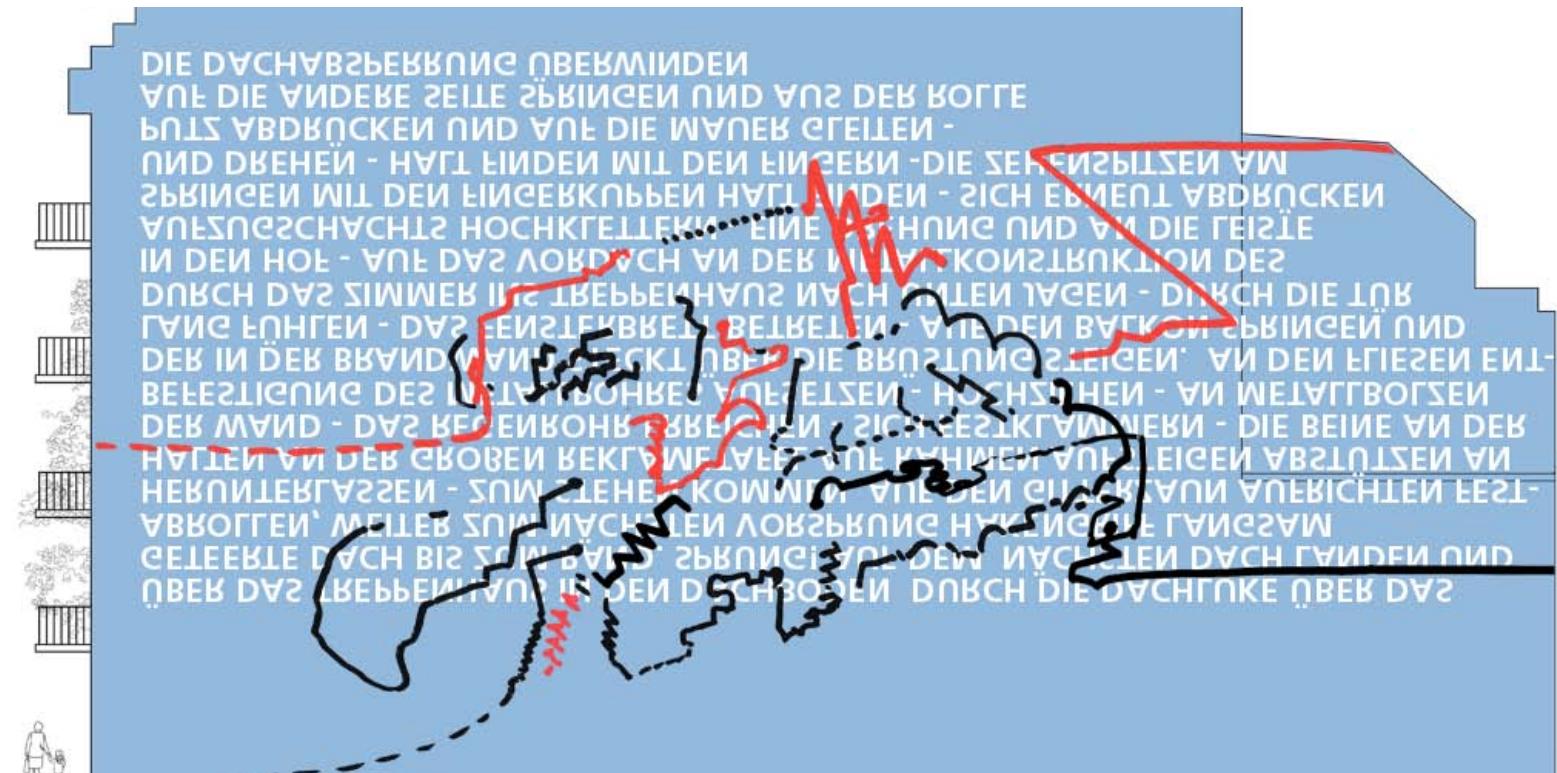 ÜBER DAS TREPPENHAUS IN DEN DACHBODEN DURCH DIE DACHLUKE ÜBER DAS
GETEERTE DACH BIS ZUM RAND SPRUNG! AUF DEM NÄCHSTEN DACH LANDEN UND
ABROLLEN, WEITER ZUM NÄCHSTEN VORSPRUNG HAKENGRIFF LANGSAM
HERUNTERLASSEN - ZUM STEHEN KOMMEN AUF DEN GITTERZAUN AUFRICHTEN FEST-
HALTEN AN DER GROßEN REKLAMETAFEL AUF RAHMEN AUFSTEIGEN ABSTÜTZEN AN
DER WAND - DAS REGENROHR ERREICHEN - SICH FESTKLAMMERN - DIE BEINE AN DER
BEFESTIGUNG DES METALLROHRES AUFSETZEN - HOCHZIEHEN - AN METALLBOLZEN
DER IN DER BRANDWAND STECKT ÜBER DIE BRÜSTUNG STEIGEN. AN DEN FLIESEN ENT-
LANG FÜHLEN - DAS FENSTERBRETT BETRETEN - AUF DEN BALKON SPRINGEN UND
DURCH DAS ZIMMER INS TREPPENHAUS NACH UNTEN JAGEN - DURCH DIE TÜR
IN DEN HOF - AUF DAS VORDACH AN DER METALLKONSTRUKTION DES
AUFZUGSCHACHTS HOCHKLETTERN - EINE DREHUNG UND AN DIE LEISTE
SPRINGEN MIT DEN FINGERKUPPEN HALT FINDEN - SICH ERNEUT ABDRÜCKEN
UND DREHEN - HALT FINDEN MIT DEN FINGERN -DIE ZEHENSPITZEN AM
PUTZ ABDRÜCKEN UND AUF DIE MAUER GLEITEN -
AUF DIE ANDERE SEITE SPRINGEN UND AUS DER ROLLE
DIE DACHABSPERRUNG ÜBERWINDEN